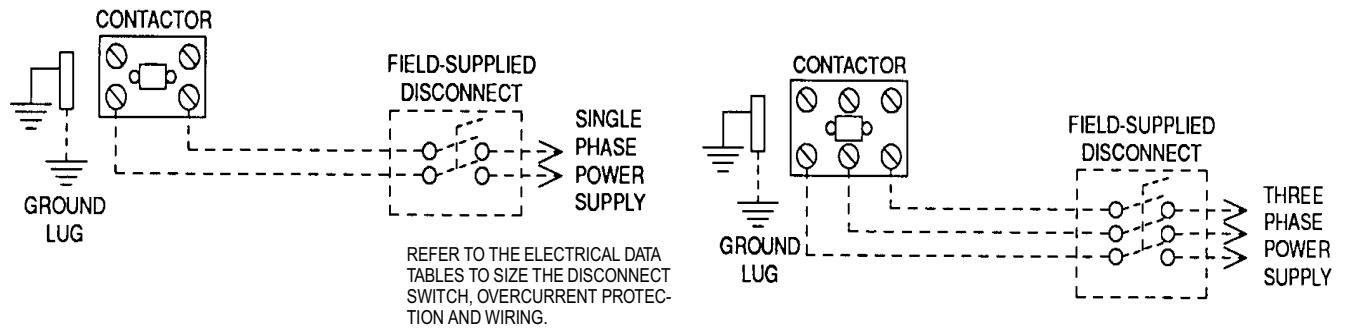 CONTACTOR
FIELD-SUPPLIED
DISCONNECT
SINGLE
PHASE
POWER
SUPPLY
GROUND
LUG
REFER TO THE ELECTRICAL DATA
TABLES TO SIZE THE DISCONNECT
SWITCH, OVERCURRENT PROTEC-
TION AND WIRING.
CONTACTOR
FIELD-SUPPLIED
DISCONNECT
THREE
PHASE
POWER
SUPPLY
GROUND
LUG